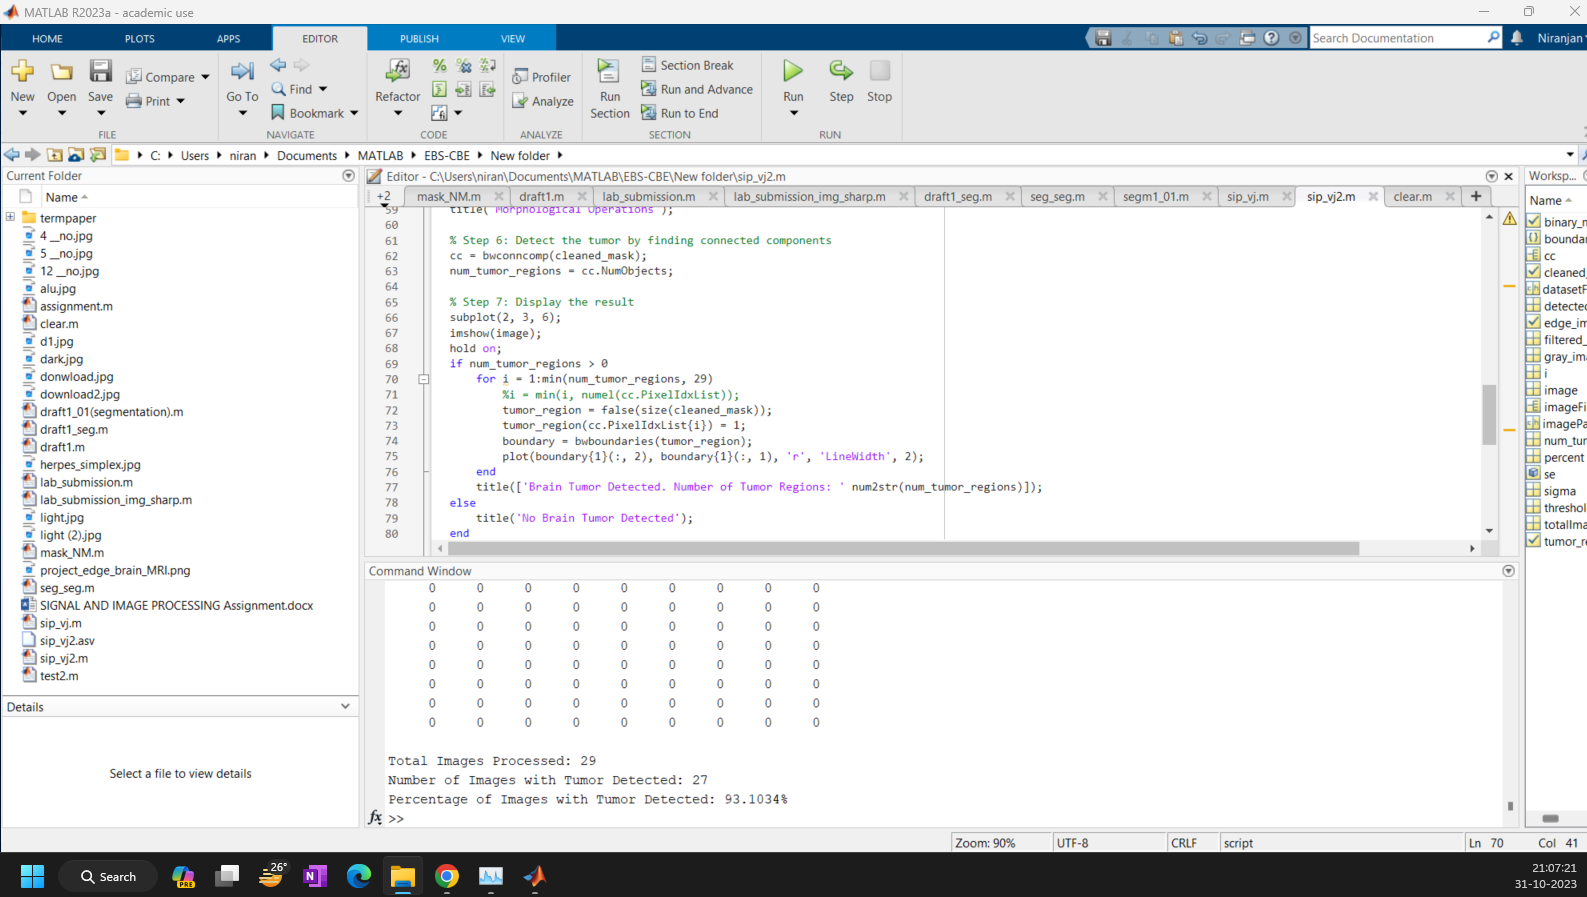 MATLAB R2023a - academic use
HOME PLOTS APPS EDITOR PUBLISH VIEW
Search Documentation
Niranjan
New
Open
Save
Compare
Print
FILE
Go To
Find
Bookmark
NAVIGATE
Refactor
CODE
Profiler
Analyze
ANALYZE
Run Section
Section Break
Run and Advance
Run to End
SECTION
Run
Step
Stop
RUN
C: Users niran Documents MATLAB EBS-CBE New folder
Current Folder
Name
termpaper
4 __no.jpg
5 __no.jpg
12 __no.jpg
alu.jpg
assignment.m
clear.m
d1.jpg
dark.jpg
donwload.jpg
download2.jpg
draft1_01(segmentation).m
draft1_seg.m
draft1.m
herpes_simplex.jpg
lab_submission.m
lab_submission_img_sharp.m
light.jpg
light (2).jpg
mask_NM.m
project_edge_brain_MRI.png
seg_seg.m
SIGNAL AND IMAGE PROCESSING Assignment.docx
sip_vj.m
sip_vj2.asv
sip_vj2.m
test2.m
Details
Select a file to view details
Editor - C:\Users\niran\Documents\MATLAB\EBS-CBE\New folder\sip_vj2.m
+2 mask_NM.m draft1.m lab_submission.m lab_submission_img_sharp.m draft1_seg.m seg_seg.m segm1_01.m sip_vj.m sip_vj2.m clear.m
59 title('Morphological Operations');
60
61 % Step 6: Detect the tumor by finding connected components
62 cc = bwconncomp(cleaned_mask);
63 num_tumor_regions = cc.NumObjects;
64
65 % Step 7: Display the result
66 subplot(2, 3, 6);
67 imshow(image);
68 hold on;
69 if num_tumor_regions > 0
70 for i = 1:min(num_tumor_regions, 29)
71 %i = min(i, numel(cc.PixelIdxList));
72 tumor_region = false(size(cleaned_mask));
73 tumor_region(cc.PixelIdxList{i}) = 1;
74 boundary = bwboundaries(tumor_region);
75 plot(boundary{1}(:, 2), boundary{1}(:, 1), 'r', 'LineWidth', 2);
76 end
77 title(['Brain Tumor Detected. Number of Tumor Regions: ' num2str(num_tumor_regions)]);
78 else
79 title('No Brain Tumor Detected');
80 end
Command Window
0 0 0 0 0 0 0 0 0
0 0 0 0 0 0 0 0 0
0 0 0 0 0 0 0 0 0
0 0 0 0 0 0 0 0 0
0 0 0 0 0 0 0 0 0
0 0 0 0 0 0 0 0 0
0 0 0 0 0 0 0 0 0
0 0 0 0 0 0 0 0 0
Total Images Processed: 29
Number of Images with Tumor Detected: 27
Percentage of Images with Tumor Detected: 93.1034%
fx >>
Worksp...
Name
binary_n
boundar
cc
cleaned_
datasetF
detected
edge_im
filtered_
gray_ima
i
image
imageFi
imagePa
num_tur
percent
se
sigma
threshol
totalIma
tumor_re
Zoom: 90% UTF-8 CRLF script Ln 70 Col 41
Search
PRE
26°
N
21:07:21
31-10-2023